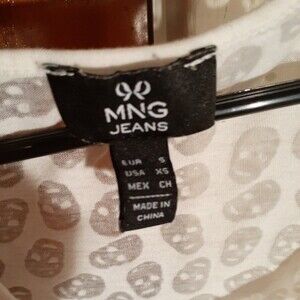 MNG
JEANS
EUR S
USA XS
MEX CH
MADE IN
CHINA